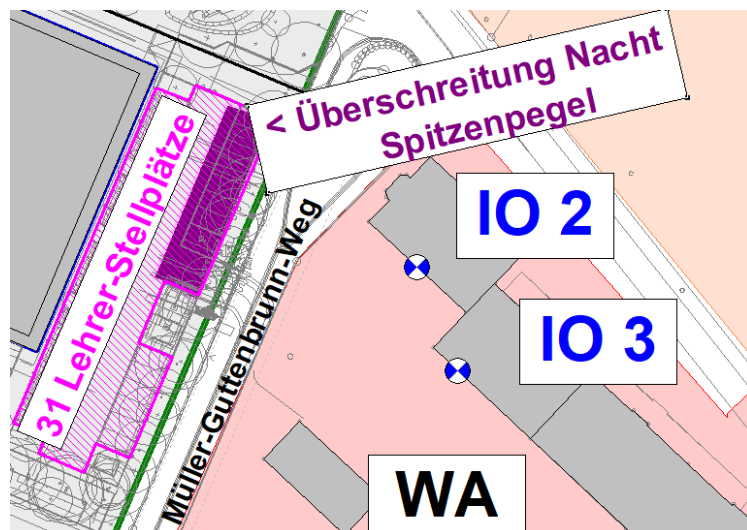 < Überschreitung Nacht
Spitzenpegel
31 Lehrer-Stellplätze
Müller-Guttenbrunn-Weg
IO 2
IO 3
WA